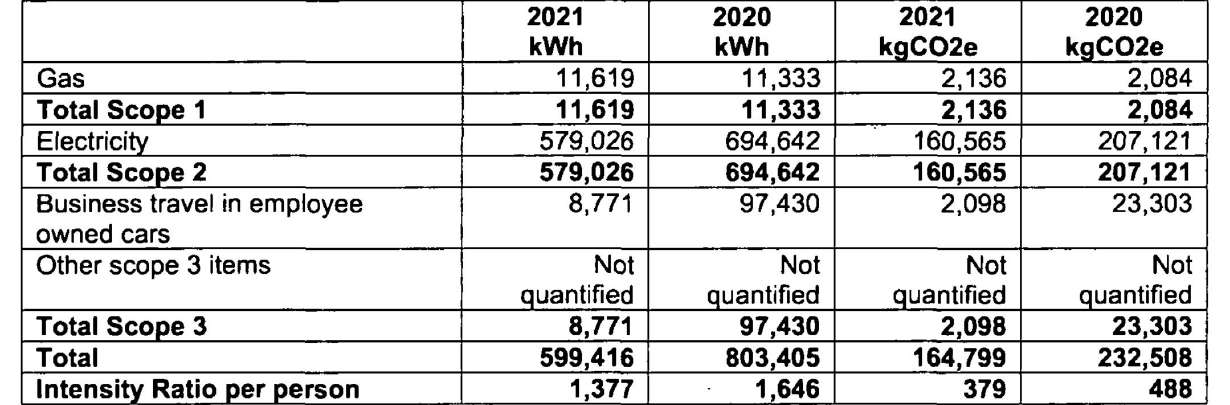 2021 2020 2021 2020
kWh kWh kgCO2e kgCO2e
Gas 11,619 11,333 2,136 2,084
Total Scope 1 11,619 11,333 2,136 2,084
Electricity 579,026 694,642 160,565 207,121
Total Scope 2 579,026 694,642 160,565 207,121
Business travel in employee 8,771 97,430 2,098 23,303
owned cars
Other scope 3 items Not Not Not Not
quantified quantified quantified quantified
Total Scope 3 8,771 97,430 2,098 23,303
Total 599,416 803,405 164,799 232,508
Intensity Ratio per person 1,377 1,646 379 488